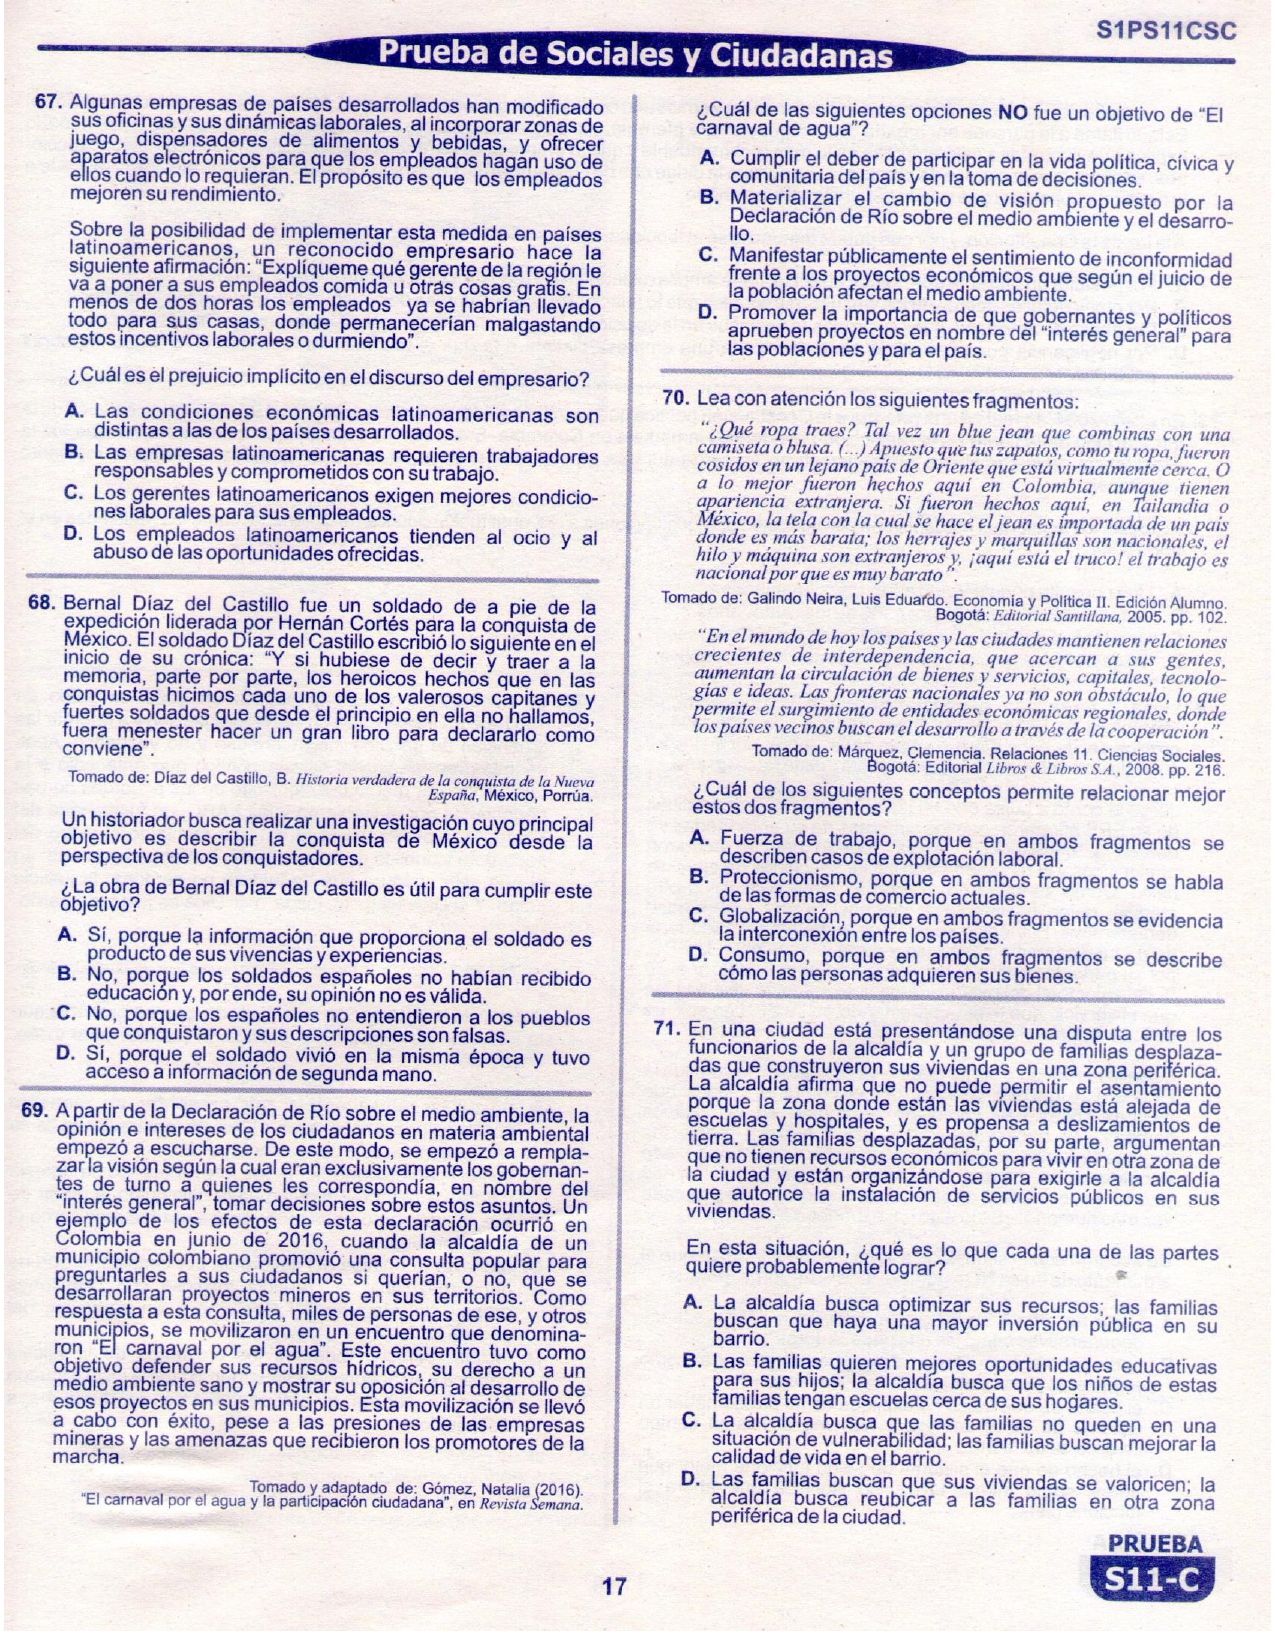 S1PS11CSC
Prueba de Sociales y Ciudadanas
67. Algunas empresas de países desarrollados han modificado
sus oficinas y sus dinámicas laborales, al incorporar zonas de
juego, dispensadores de alimentos y bebidas, y ofrecer
aparatos electrónicos para que los empleados hagan uso de
ellos cuando lo requieran. El propósito es que los empleados
mejoren su rendimiento.
Sobre la posibilidad de implementar esta medida en países
latinoamericanos, un reconocido empresario hace la
siguiente afirmación: “Explíqueme qué gerente de la región le
va a poner a sus empleados comida u otras cosas gratis. En
menos de dos horas los empleados ya se habrían llevado
todo para sus casas, donde permanecerían malgastando
estos incentivos laborales o durmiendo”.
¿Cuál es el prejuicio implícito en el discurso del empresario?
A. Las condiciones económicas latinoamericanas son
distintas a las de los países desarrollados.
B. Las empresas latinoamericanas requieren trabajadores
responsables y comprometidos con su trabajo.
C. Los gerentes latinoamericanos exigen mejores condicio-
nes laborales para sus empleados.
D. Los empleados latinoamericanos tienden al ocio y al
abuso de las oportunidades ofrecidas.
68. Bernal Díaz del Castillo fue un soldado de a pie de la
expedición liderada por Hernán Cortés para la conquista de
México. El soldado Díaz del Castillo escribió lo siguiente en el
inicio de su crónica: “Y si hubiese de decir y traer a la
memoria, parte por parte, los heroicos hechos que en las
conquistas hicimos cada uno de los valerosos capitanes y
fuertes soldados que desde el principio en ella no hallamos,
fuera menester hacer un gran libro para declararlo como
conviene”.
Tomado de: Díaz del Castillo, B. Historia verdadera de la conquista de la Nueva
España, México, Porrúa.
Un historiador busca realizar una investigación cuyo principal
objetivo es describir la conquista de México desde la
perspectiva de los conquistadores.
¿La obra de Bernal Díaz del Castillo es útil para cumplir este
objetivo?
A. Sí, porque la información que proporciona el soldado es
producto de sus vivencias y experiencias.
B. No, porque los soldados españoles no habían recibido
educación y, por ende, su opinión no es válida.
C. No, porque los españoles no entendieron a los pueblos
que conquistaron y sus descripciones son falsas.
D. Sí, porque el soldado vivió en la misma época y tuvo
acceso a información de segunda mano.
69. A partir de la Declaración de Río sobre el medio ambiente, la
opinión e intereses de los ciudadanos en materia ambiental
empezó a escucharse. De este modo, se empezó a rempla-
zar la visión según la cual eran exclusivamente los gobernan-
tes de turno a quienes les correspondía, en nombre del
“interés general”, tomar decisiones sobre estos asuntos. Un
ejemplo de los efectos de esta declaración ocurrió en
Colombia en junio de 2016, cuando la alcaldía de un
municipio colombiano promovió una consulta popular para
preguntarles a sus ciudadanos si querían, o no, que se
desarrollaran proyectos mineros en sus territorios. Como
respuesta a esta consulta, miles de personas de ese, y otros
municipios, se movilizaron en un encuentro que denomina-
ron “El carnaval por el agua”. Este encuentro tuvo como
objetivo defender sus recursos hídricos, su derecho a un
medio ambiente sano y mostrar su oposición al desarrollo de
esos proyectos en sus municipios. Esta movilización se llevó
a cabo con éxito, pese a las presiones de las empresas
mineras y las amenazas que recibieron los promotores de la
marcha.
Tomado y adaptado de: Gómez, Natalia (2016).
“El carnaval por el agua y la participación ciudadana”, en Revista Semana.
¿Cuál de las siguientes opciones NO fue un objetivo de “El
carnaval de agua”?
A. Cumplir el deber de participar en la vida política, cívica y
comunitaria del país y en la toma de decisiones.
B. Materializar el cambio de visión propuesto por la
Declaración de Río sobre el medio ambiente y el desarro-
llo.
C. Manifestar públicamente el sentimiento de inconformidad
frente a los proyectos económicos que según el juicio de
la población afectan el medio ambiente.
D. Promover la importancia de que gobernantes y políticos
aprueben proyectos en nombre del “interés general” para
las poblaciones y para el país.
70. Lea con atención los siguientes fragmentos:
“¿Qué ropa traes? Tal vez un blue jean que combinas con una
camiseta o blusa. (...) Apuesto que tus zapatos, como tu ropa, fueron
cosidos en un lejano país de Oriente que está virtualmente cerca. O
a lo mejor fueron hechos aquí en Colombia, aunque tienen
apariencia extranjera. Si fueron hechos aquí, en Tailandia o
México, la tela con la cual se hace el jean es importada de un país
donde es más barata; los herrajes y marquillas son nacionales, el
hilo y máquina son extranjeros y, ¡aquí está el truco! el trabajo es
nacional por que es muy barato”.
Tomado de: Galindo Neira, Luis Eduardo. Economía y Política II. Edición Alumno.
Bogotá: Editorial Santillana, 2005. pp. 102.
“En el mundo de hoy los países y las ciudades mantienen relaciones
crecientes de interdependencia, que acercan a sus gentes,
aumentan la circulación de bienes y servicios, capitales, tecnolo-
gías e ideas. Las fronteras nacionales ya no son obstáculo, lo que
permite el surgimiento de entidades económicas regionales, donde
los países vecinos buscan el desarrollo a través de la cooperación”.
Tomado de: Márquez, Clemencia. Relaciones 11. Ciencias Sociales.
Bogotá: Editorial Libros & Libros S.A., 2008. pp. 216.
¿Cuál de los siguientes conceptos permite relacionar mejor
estos dos fragmentos?
A. Fuerza de trabajo, porque en ambos fragmentos se
describen casos de explotación laboral.
B. Proteccionismo, porque en ambos fragmentos se habla
de las formas de comercio actuales.
C. Globalización, porque en ambos fragmentos se evidencia
la interconexión entre los países.
D. Consumo, porque en ambos fragmentos se describe
cómo las personas adquieren sus bienes.
71. En una ciudad está presentándose una disputa entre los
funcionarios de la alcaldía y un grupo de familias desplaza-
das que construyeron sus viviendas en una zona periférica.
La alcaldía afirma que no puede permitir el asentamiento
porque la zona donde están las viviendas está alejada de
escuelas y hospitales, y es propensa a deslizamientos de
tierra. Las familias desplazadas, por su parte, argumentan
que no tienen recursos económicos para vivir en otra zona de
la ciudad y están organizándose para exigirle a la alcaldía
que autorice la instalación de servicios públicos en sus
viviendas.
En esta situación, ¿qué es lo que cada una de las partes
quiere probablemente lograr?
A. La alcaldía busca optimizar sus recursos; las familias
buscan que haya una mayor inversión pública en su
barrio.
B. Las familias quieren mejores oportunidades educativas
para sus hijos; la alcaldía busca que los niños de estas
familias tengan escuelas cerca de sus hogares.
C. La alcaldía busca que las familias no queden en una
situación de vulnerabilidad; las familias buscan mejorar la
calidad de vida en el barrio.
D. Las familias buscan que sus viviendas se valoricen; la
alcaldía busca reubicar a las familias en otra zona
periférica de la ciudad.
PRUEBA
S11-C
17